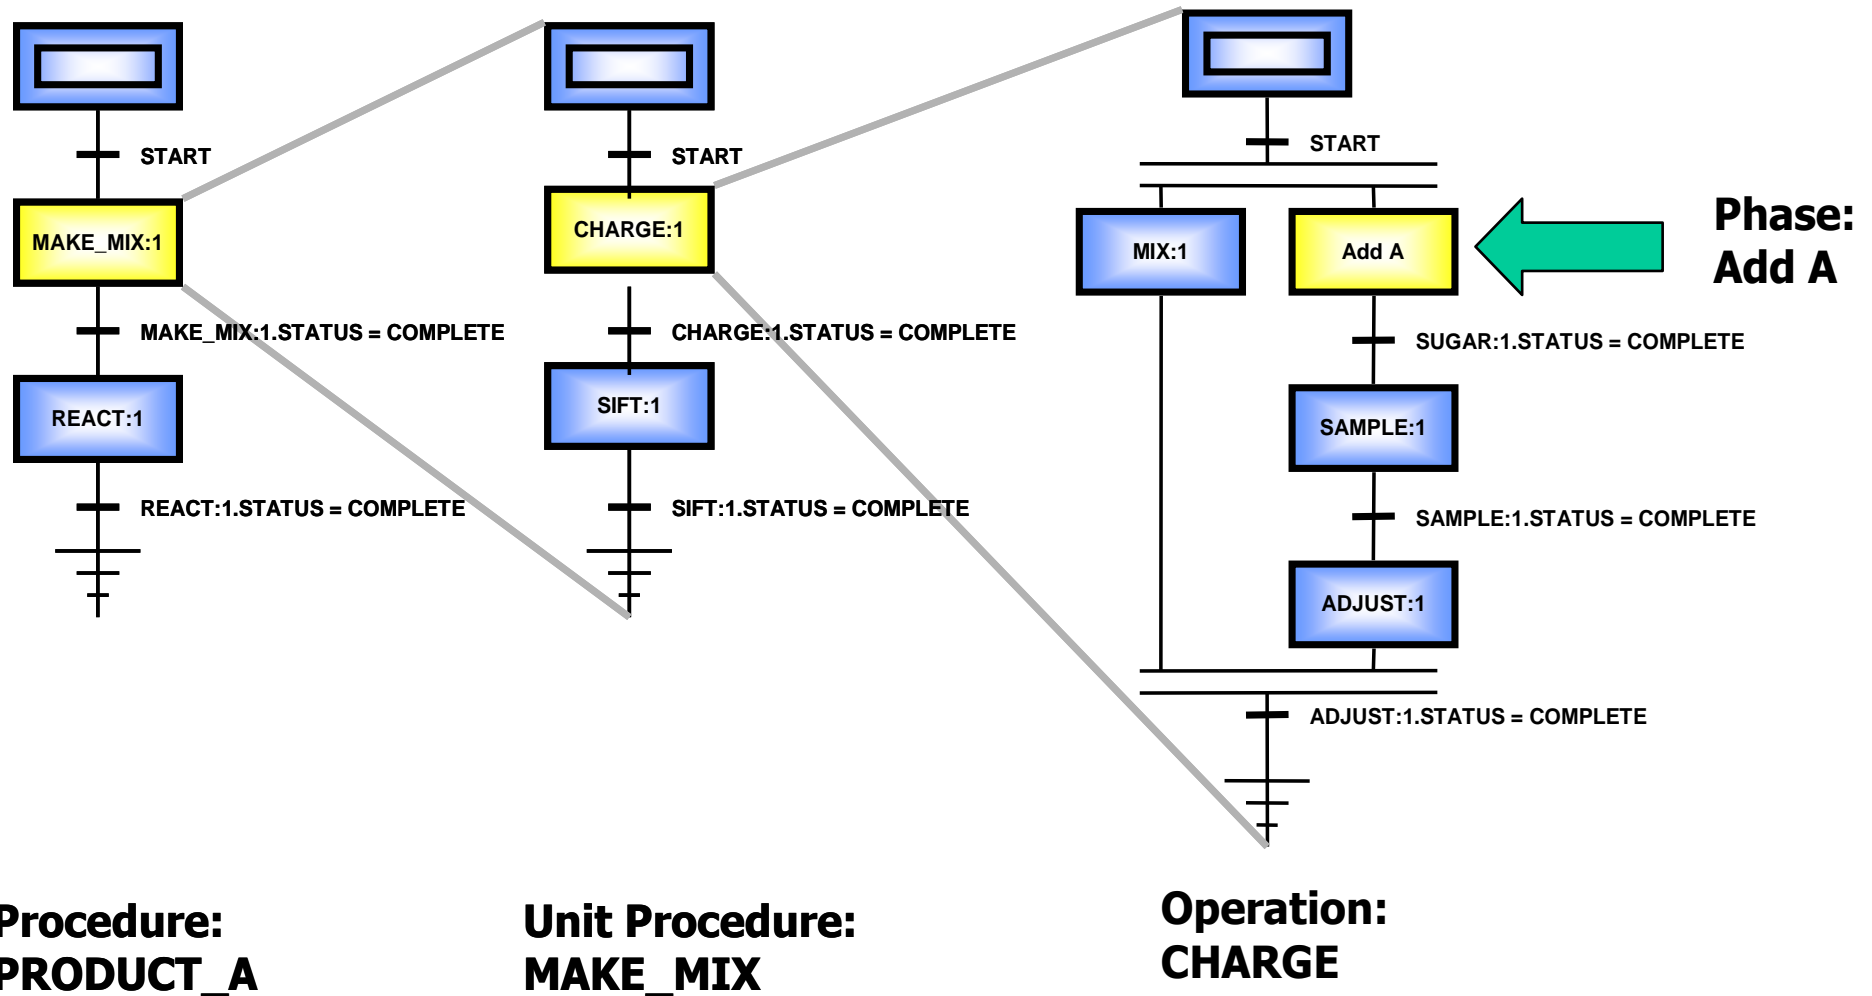 START
MAKE_MIX:1
MAKE_MIX:1.STATUS = COMPLETE
REACT:1
REACT:1.STATUS = COMPLETE
Procedure:
PRODUCT_A
START
CHARGE:1
CHARGE:1.STATUS = COMPLETE
SIFT:1
SIFT:1.STATUS = COMPLETE
Unit Procedure:
MAKE_MIX
START
MIX:1
Add A
SUGAR:1.STATUS = COMPLETE
SAMPLE:1
SAMPLE:1.STATUS = COMPLETE
ADJUST:1
ADJUST:1.STATUS = COMPLETE
Operation:
CHARGE
Phase:
Add A